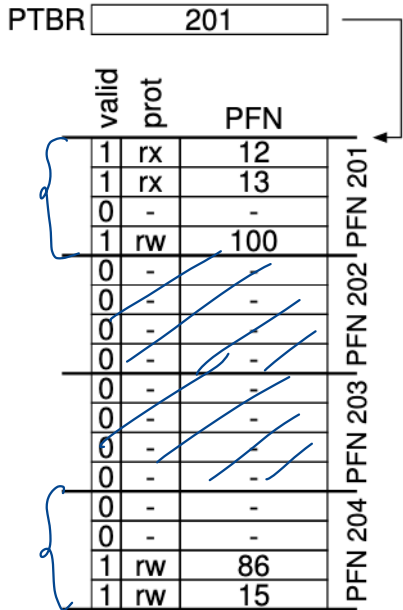 PTBR 201
valid prot PFN
1 rx 12
1 rx 13
0 - -
1 rw 100
PFN 201
0 - -
0 - -
0 - -
0 - -
PFN 202
0 - -
0 - -
0 - -
0 - -
PFN 203
0 - -
0 - -
1 rw 86
1 rw 15
PFN 204